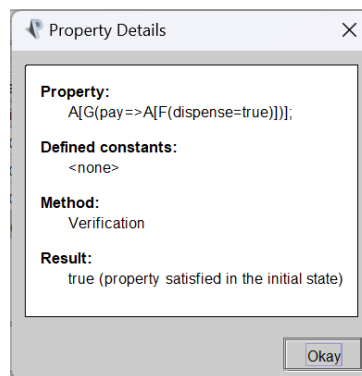 Property Details
Property:
A[G(pay=>A[F(dispense=true)])];
Defined constants:
<none>
Method:
Verification
Result:
true (property satisfied in the initial state)
Okay